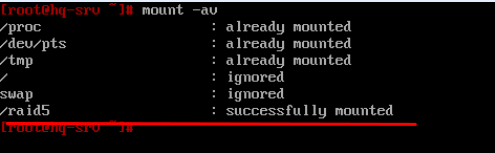 [root@hq-srv ~]# mount -av
/proc : already mounted
/dev/pts : already mounted
/tmp : already mounted
/ : ignored
swap : ignored
/raid5 : successfully mounted
[root@hq-srv ~]#